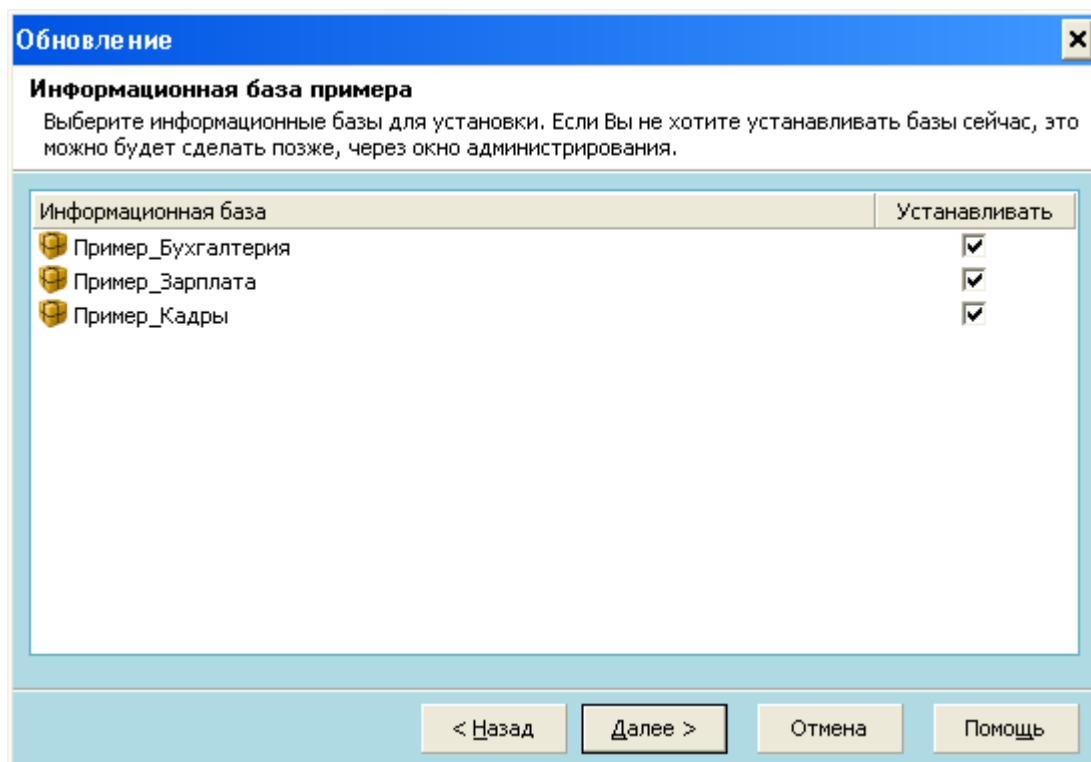 Обновление
Информационная база примера
Выберите информационные базы для установки. Если Вы не хотите устанавливать базы сейчас, это
можно будет сделать позже, через окно администрирования.
Информационная база Устанавливать
Пример_Бухгалтерия
Пример_Зарплата
Пример_Кадры
< Назад Далее > Отмена Помощь